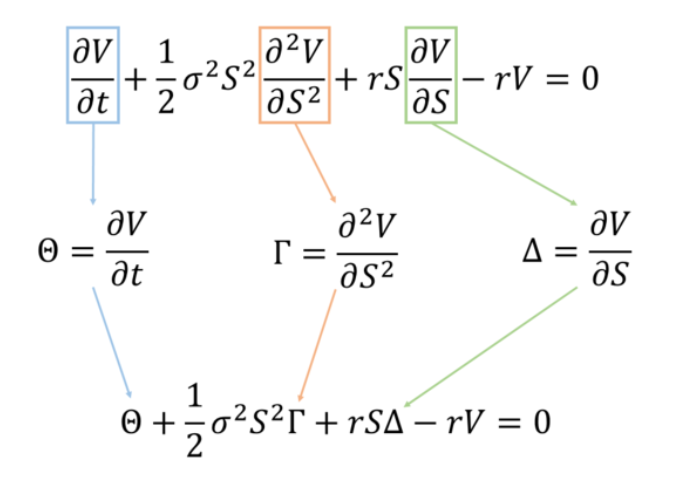 ∂V/∂t + 1/2 σ²S² ∂²V/∂S² + rS ∂V/∂S − rV = 0
Θ = ∂V/∂t
Γ = ∂²V/∂S²
Δ = ∂V/∂S
Θ + 1/2 σ²S²Γ + rSΔ − rV = 0